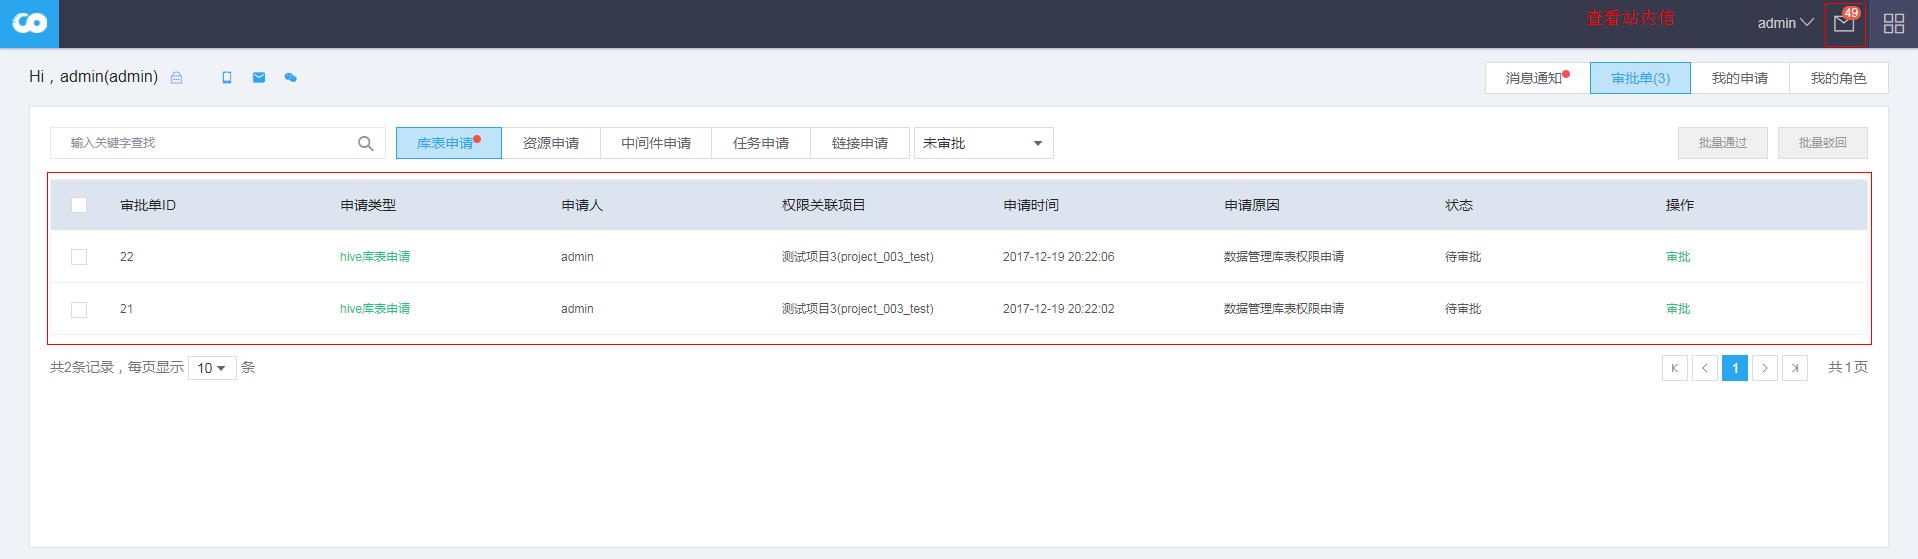 查看站内信
admin
49
Hi，admin(admin)
消息通知 审批单(3) 我的申请 我的角色
输入关键字查找
库表申请 资源申请 中间件申请 任务申请 链接申请 未审批 批量通过 批量驳回
审批单ID 申请类型 申请人 权限关联项目 申请时间 申请原因 状态 操作
22 hive库表申请 admin 测试项目3(project_003_test) 2017-12-19 20:22:06 数据管理库表权限申请 待审批 审批
21 hive库表申请 admin 测试项目3(project_003_test) 2017-12-19 20:22:02 数据管理库表权限申请 待审批 审批
共2条记录，每页显示 10 条 1 共1页